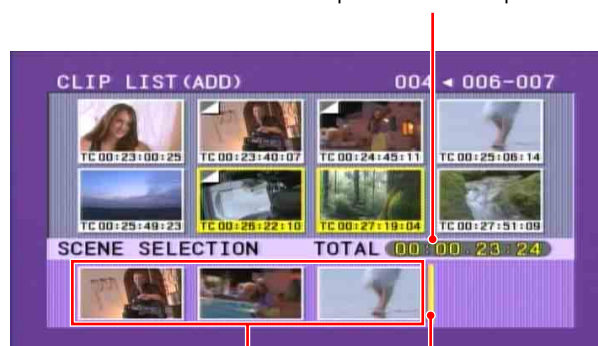 CLIP LIST(ADD) 004 ◄ 006-007
TC 00:23:00:25 TC 00:23:40:07 TC 00:24:45:11 TC 00:25:06:14
TC 00:25:49:23 TC 00:26:22:10 TC 00:27:19:04 TC 00:27:51:09
SCENE SELECTION TOTAL 00:00:23:24